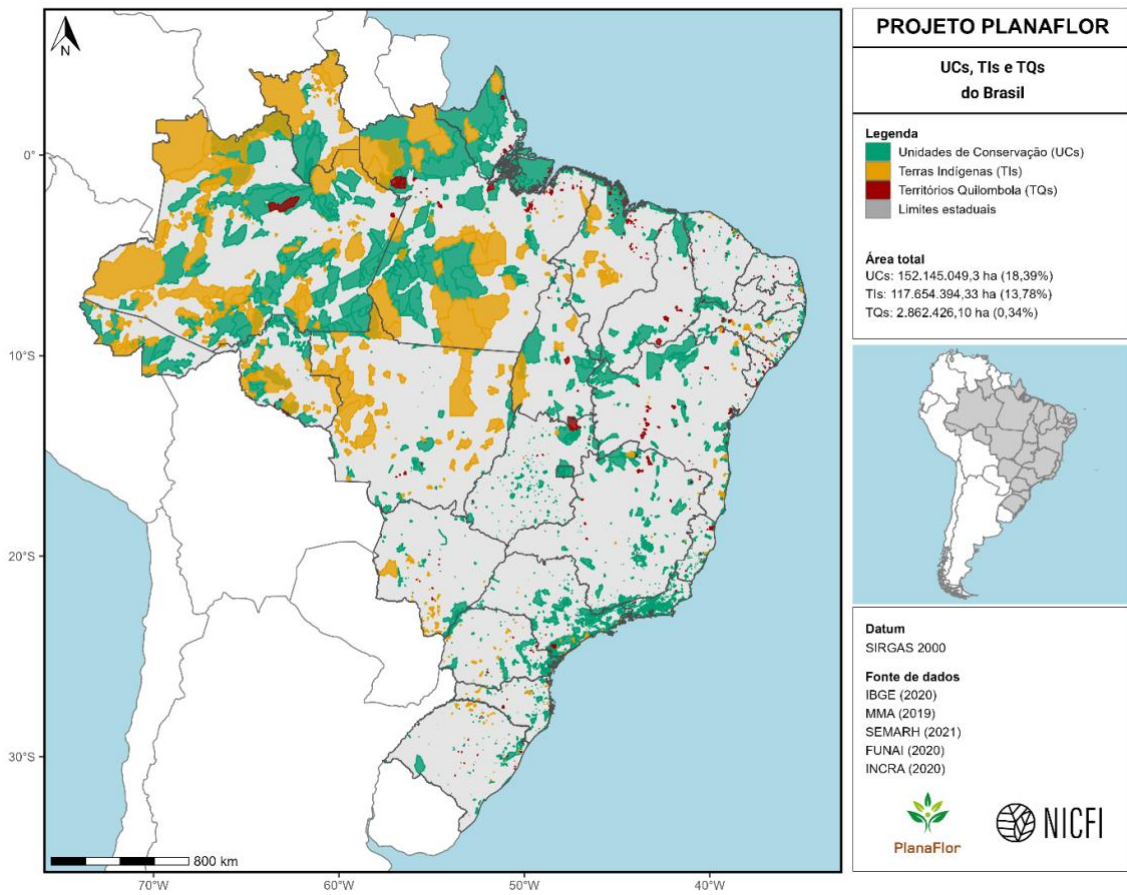 N
0°
10°S
20°S
30°S
70°W
60°W
50°W
40°W
800 km
PROJETO PLANAFLOR
UCs, TIs e TQs
do Brasil
Legenda
Unidades de Conservação (UCs)
Terras Indígenas (TIs)
Territórios Quilombola (TQs)
Limites estaduais
Área total
UCs: 152.145.049,3 ha (18,39%)
TIs: 117.654.394,33 ha (13,78%)
TQs: 2.862.426,10 ha (0,34%)
Datum
SIRGAS 2000
Fonte de dados
IBGE (2020)
MMA (2019)
SEMARH (2021)
FUNAI (2020)
INCRA (2020)
PlanaFlor
NICFI